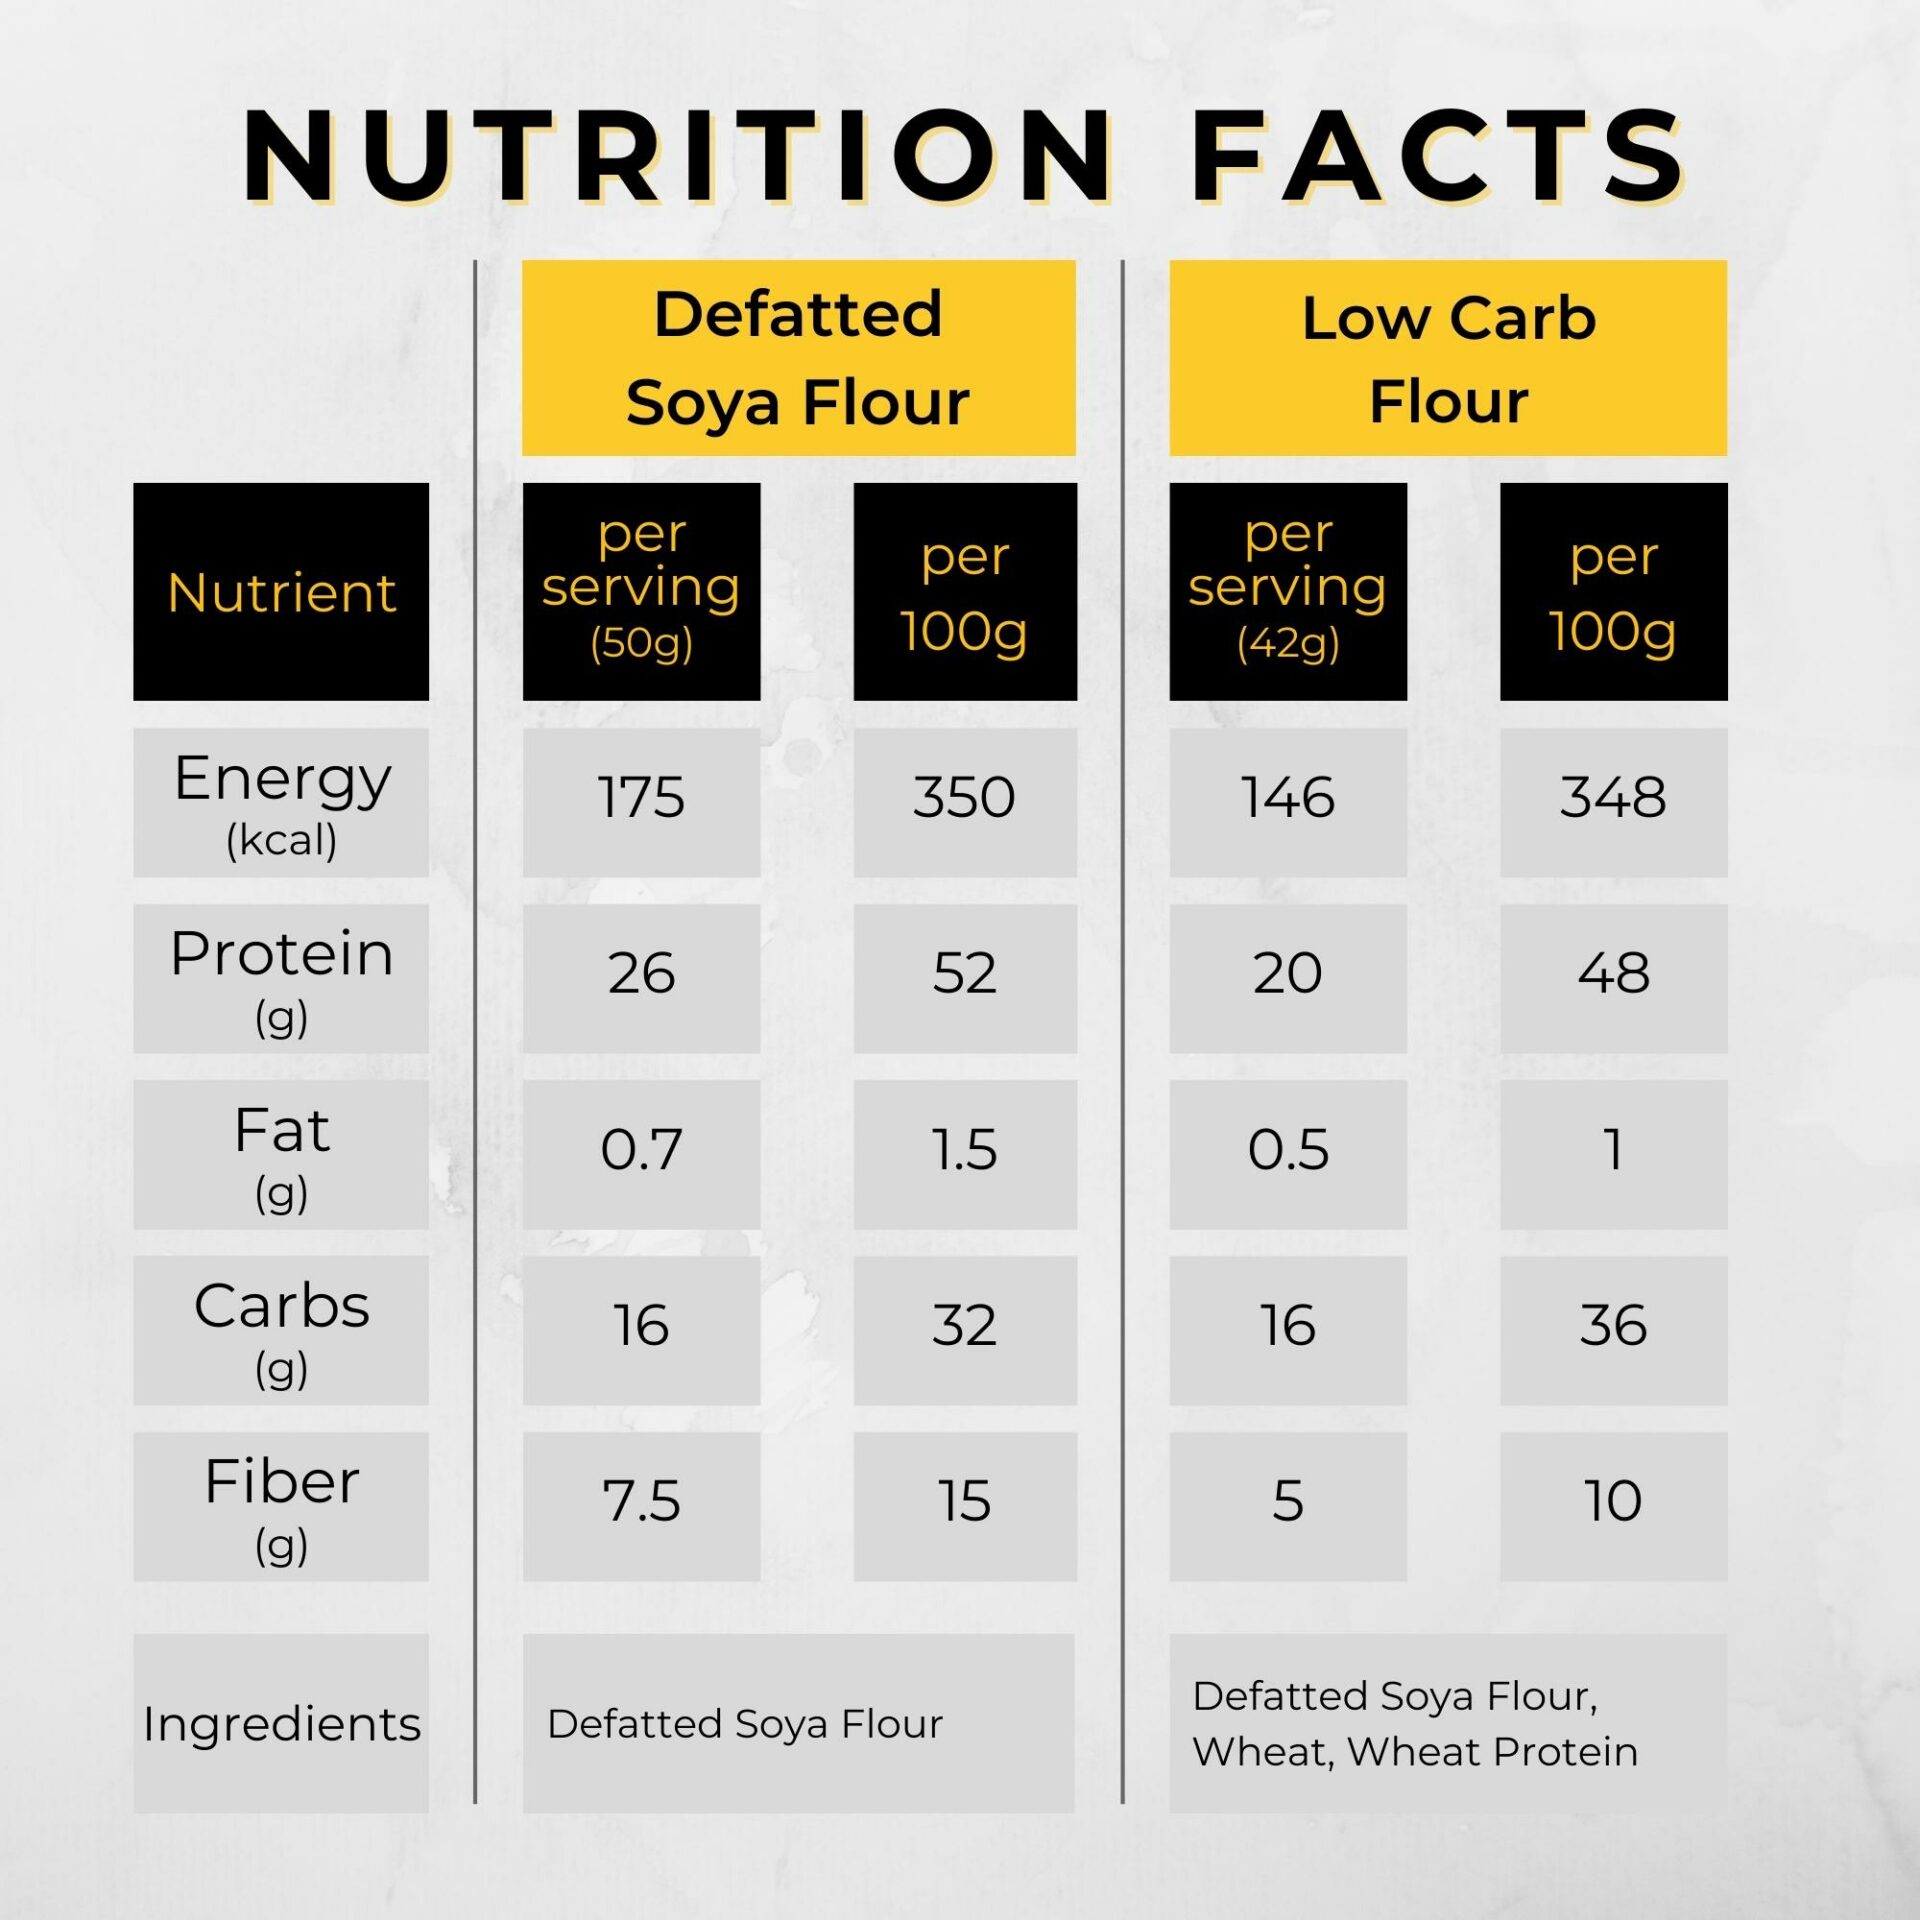 NUTRITION FACTS
Defatted
Soya Flour
Low Carb
Flour
Nutrient
per
serving
(50g)
per
100g
per
serving
(42g)
per
100g
Energy
(kcal)
175
350
146
348
Protein
(g)
26
52
20
48
Fat
(g)
0.7
1.5
0.5
1
Carbs
(g)
16
32
16
36
Fiber
(g)
7.5
15
5
10
Ingredients
Defatted Soya Flour
Defatted Soya Flour,
Wheat, Wheat Protein